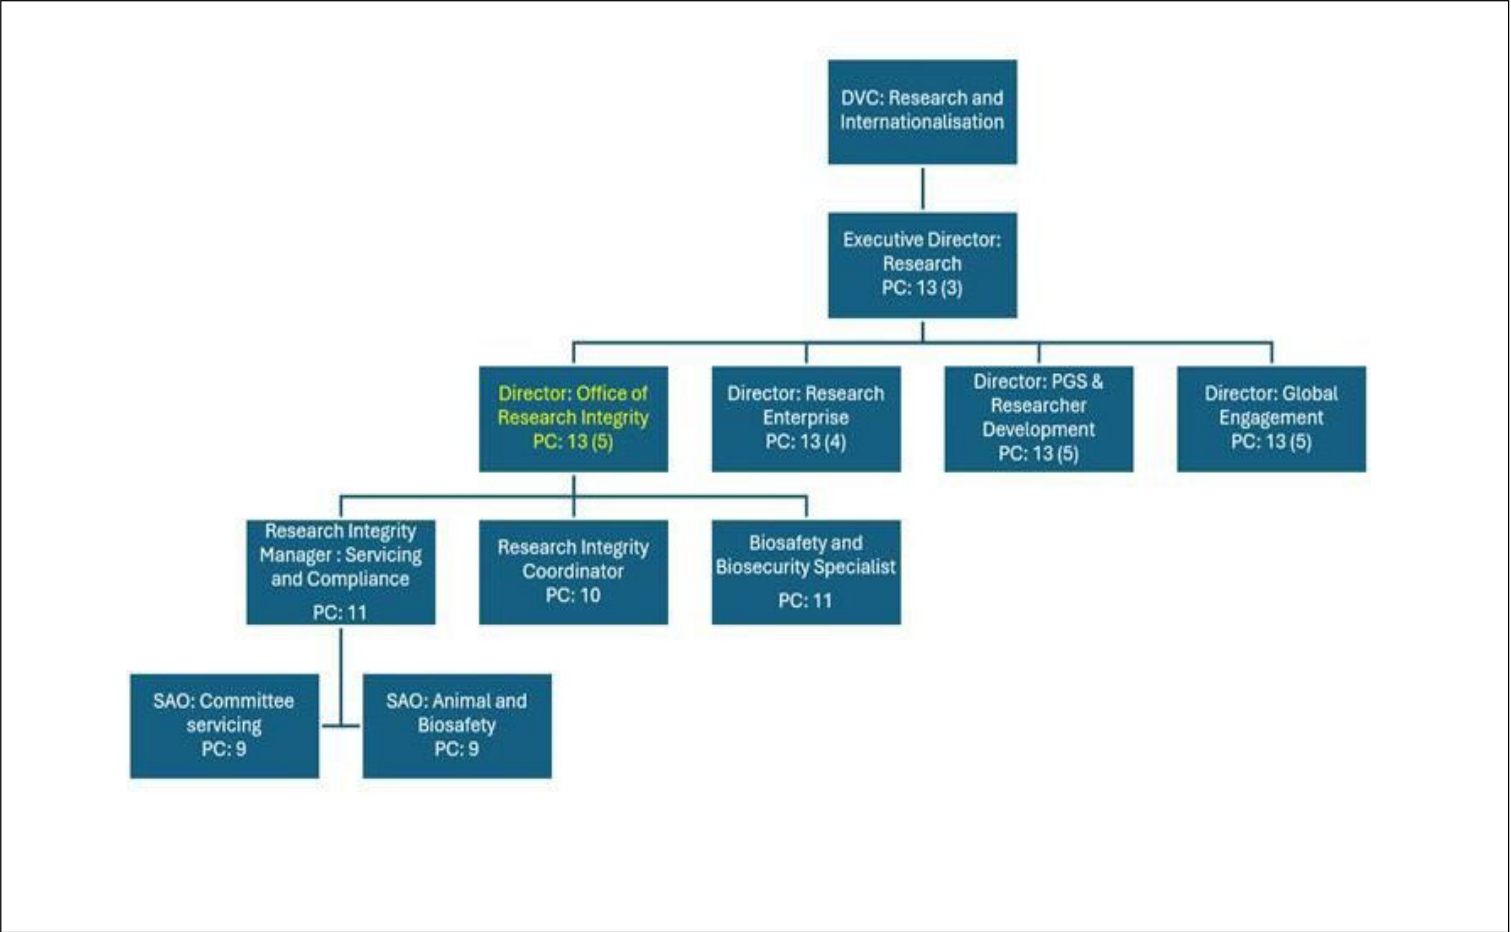 DVC: Research and
Internationalisation
Executive Director:
Research
PC: 13 (3)
Director: Office of
Research Integrity
PC: 13 (5)
Director: Research
Enterprise
PC: 13 (4)
Director: PGS &
Researcher
Development
PC: 13 (5)
Director: Global
Engagement
PC: 13 (5)
Research Integrity
Manager : Servicing
and Compliance
PC: 11
Research Integrity
Coordinator
PC: 10
Biosafety and
Biosecurity Specialist
PC: 11
SAO: Committee
servicing
PC: 9
SAO: Animal and
Biosafety
PC: 9